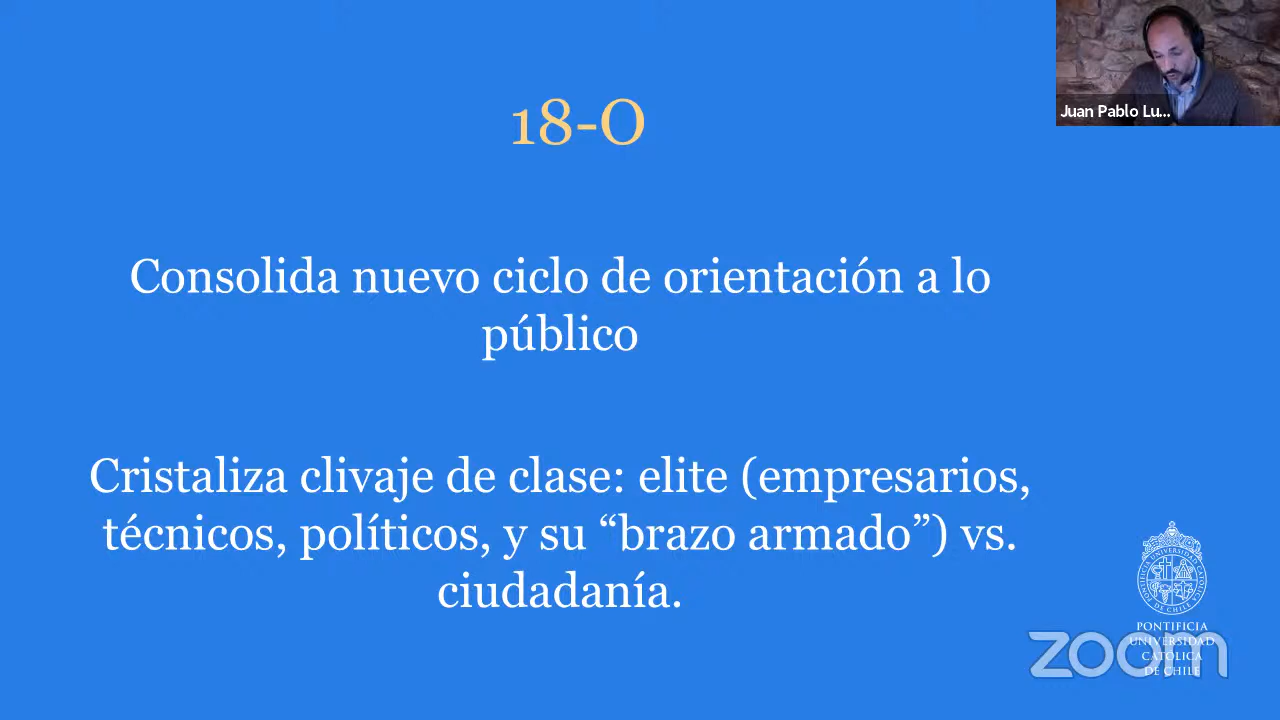 18-O
Juan Pablo Lu...
Consolida nuevo ciclo de orientación a lo
público
Cristaliza clivaje de clase: elite (empresarios,
técnicos, políticos, y su “brazo armado”) vs.
ciudadanía.
PONTIFICIA
UNIVERSIDAD
CATÓLICA
DE CHILE
zoom